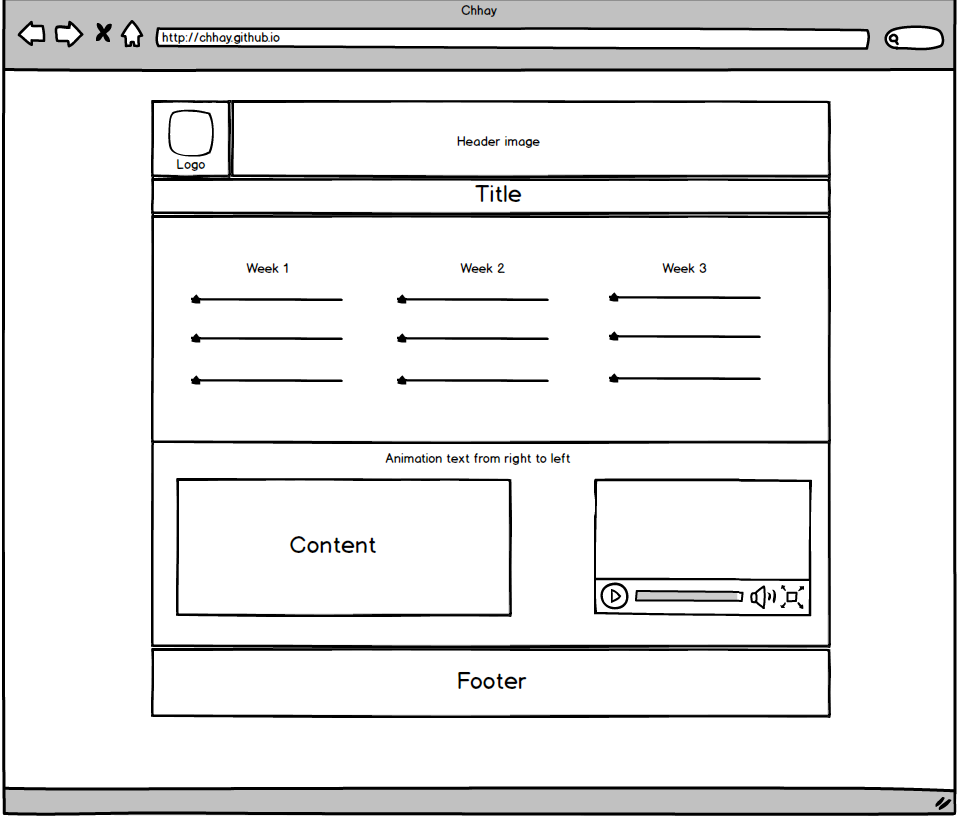 Chhay
http://chhay.github.io
Logo
Header image
Title
Week 1
Week 2
Week 3
Animation text from right to left
Content
Footer